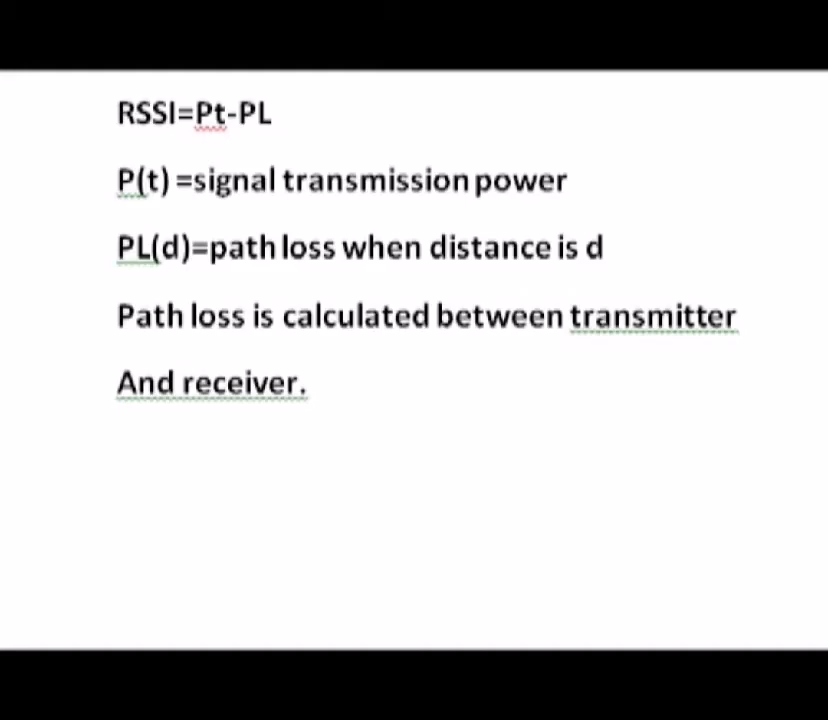 RSSI=Pt-PL
P(t) =signal transmission power
PL(d)=path loss when distance is d
Path loss is calculated between transmitter
And receiver.